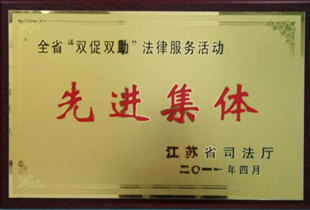 全省“双促双助”法律服务活动
先进集体
江苏省司法厅
二〇一一年四月